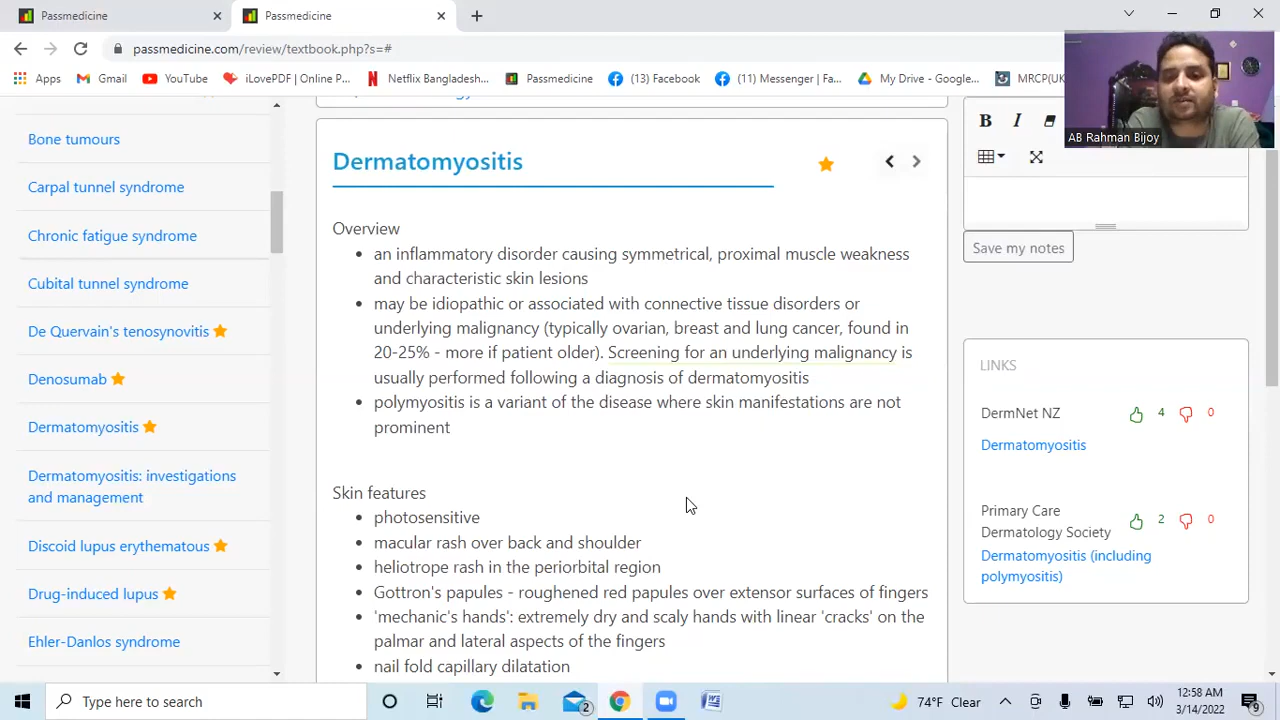 Passmedicine
Passmedicine
passmedicine.com/review/textbook.php?s=#
Apps
Gmail
YouTube
iLovePDF | Online P...
Netflix Bangladesh...
Passmedicine
(13) Facebook
(11) Messenger | Fa...
My Drive - Google...
MRCP(UK
AB Rahman Bijoy
Bone tumours
Carpal tunnel syndrome
Chronic fatigue syndrome
Cubital tunnel syndrome
De Quervain's tenosynovitis
Denosumab
Dermatomyositis
Dermatomyositis: investigations
and management
Discoid lupus erythematous
Drug-induced lupus
Ehler-Danlos syndrome
Dermatomyositis
Overview
an inflammatory disorder causing symmetrical, proximal muscle weakness
and characteristic skin lesions
may be idiopathic or associated with connective tissue disorders or
underlying malignancy (typically ovarian, breast and lung cancer, found in
20-25% - more if patient older). Screening for an underlying malignancy is
usually performed following a diagnosis of dermatomyositis
polymyositis is a variant of the disease where skin manifestations are not
prominent
Skin features
photosensitive
macular rash over back and shoulder
heliotrope rash in the periorbital region
Gottron's papules - roughened red papules over extensor surfaces of fingers
'mechanic's hands': extremely dry and scaly hands with linear 'cracks' on the
palmar and lateral aspects of the fingers
nail fold capillary dilatation
B I
Save my notes
LINKS
DermNet NZ 4 0
Dermatomyositis
Primary Care
Dermatology Society 2 0
Dermatomyositis (including
polymyositis)
Type here to search
2
74°F Clear
12:58 AM
3/14/2022
9